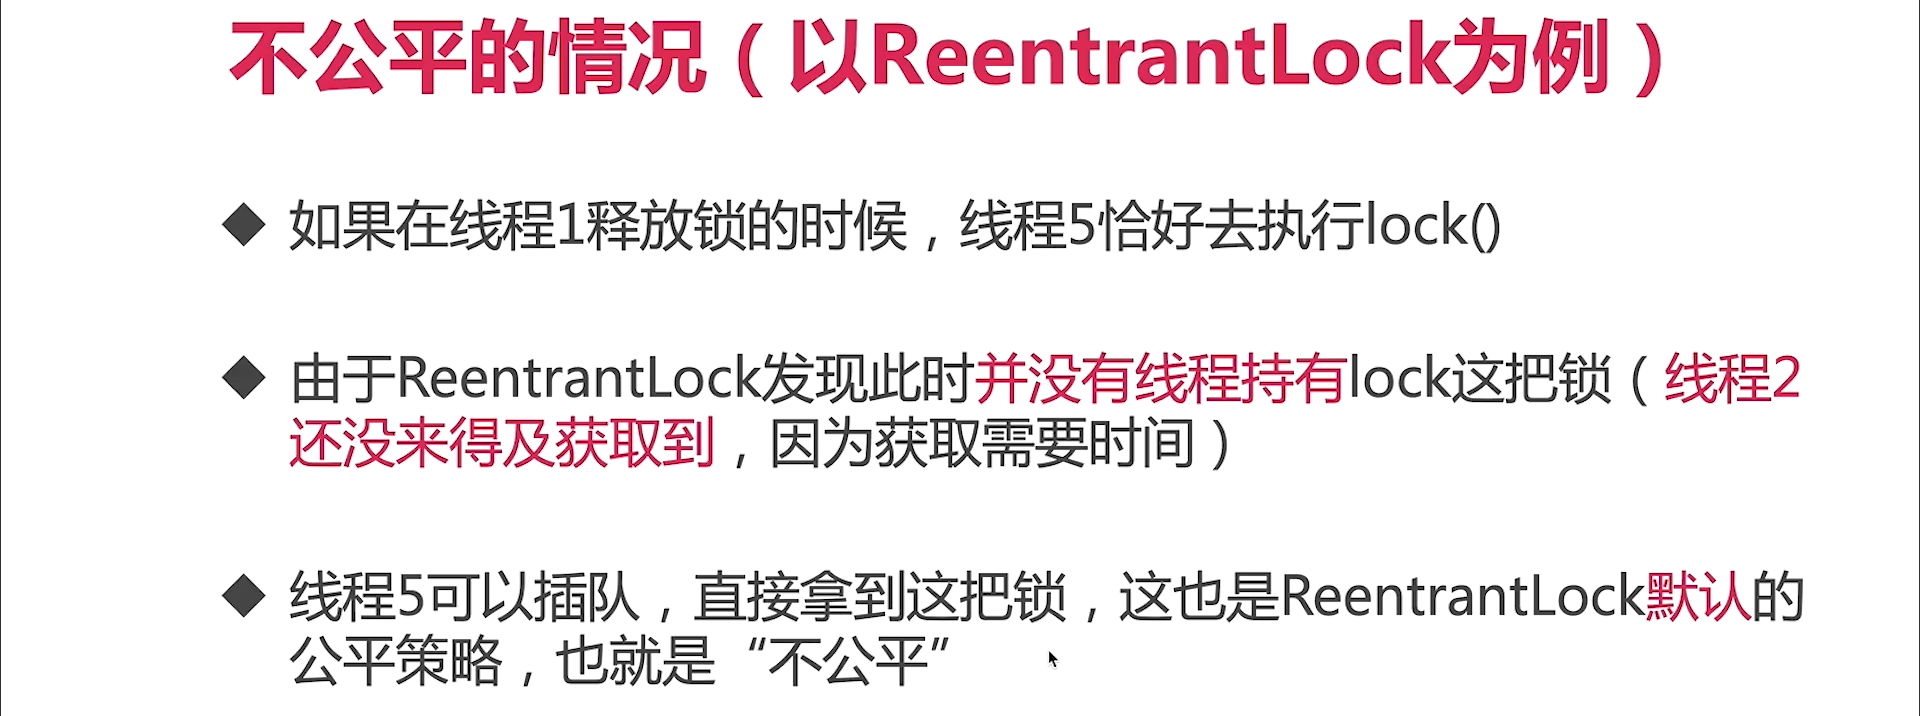 不公平的情况（以ReentrantLock为例）
◆ 如果在线程1释放锁的时候，线程5恰好去执行lock()
◆ 由于ReentrantLock发现此时并没有线程持有lock这把锁（线程2
还没来得及获取到，因为获取需要时间）
◆ 线程5可以插队，直接拿到这把锁，这也是ReentrantLock默认的
公平策略，也就是“不公平”